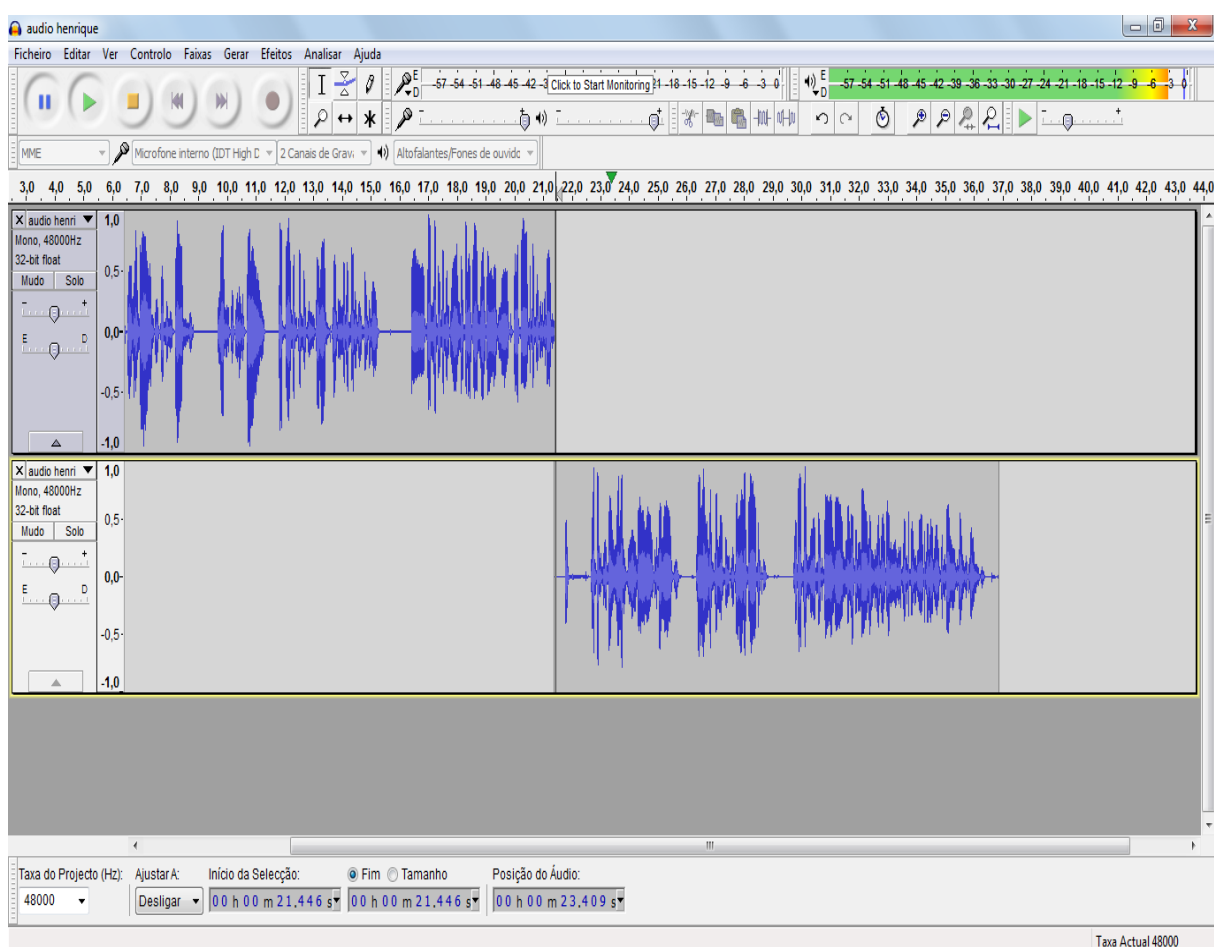 audio henrique
Ficheiro Editar Ver Controlo Faixas Gerar Efeitos Analisar Ajuda
E D -57 -54 -51 -48 -45 -42 -3 Click to Start Monitoring 1 -18 -15 -12 -9 -6 -3 0 E D -57 -54 -51 -48 -45 -42 -39 -36 -33 -30 -27 -24 -21 -18 -15 -12 -9 -6 -3 0
MME Microfone interno (IDT High D 2 Canais de Grava Altofalantes/Fones de ouvido
3,0 4,0 5,0 6,0 7,0 8,0 9,0 10,0 11,0 12,0 13,0 14,0 15,0 16,0 17,0 18,0 19,0 20,0 21,0 22,0 23,0 24,0 25,0 26,0 27,0 28,0 29,0 30,0 31,0 32,0 33,0 34,0 35,0 36,0 37,0 38,0 39,0 40,0 41,0 42,0 43,0 44,0
X audio henri 1,0
Mono, 48000Hz
32-bit float
Mudo Solo 0,5
- +
E D 0,0
-0,5
-1,0
X audio henri 1,0
Mono, 48000Hz
32-bit float
Mudo Solo 0,5
- +
E D 0,0
-0,5
-1,0
Taxa do Projecto (Hz): Ajustar A: Início da Selecção: Fim Tamanho Posição do Áudio:
48000 Desligar 00 h 00 m 21,446 s 00 h 00 m 21,446 s 00 h 00 m 23,409 s
Taxa Actual 48000